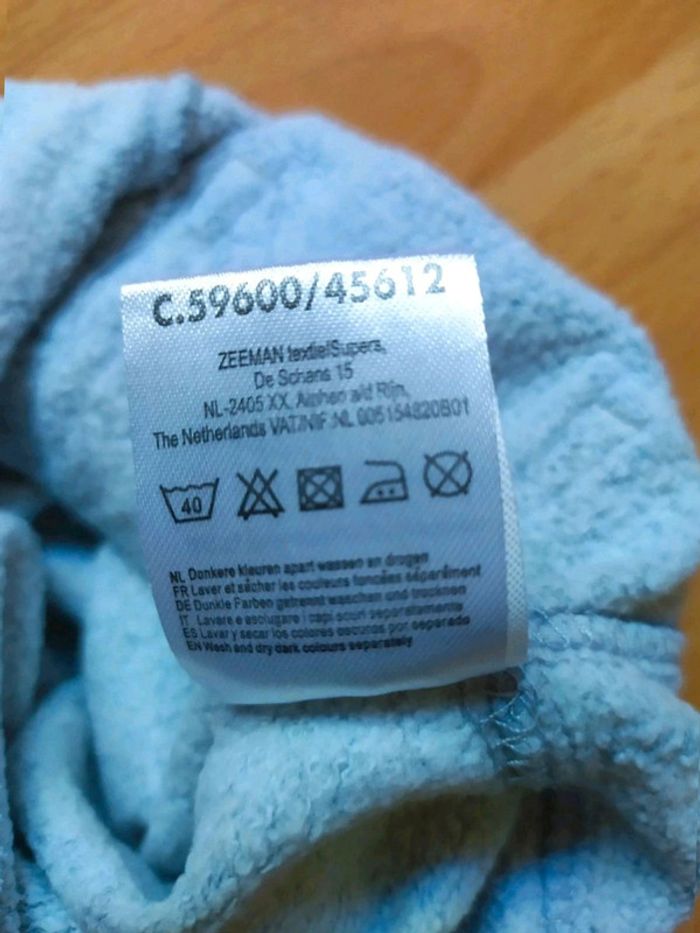 C.59600/45612
ZEEMAN textielSupers,
De Schans 15
NL-2405 XX, Alphen a/d Rijn,
The Netherlands VAT/NIF:NL 005154820B01
40
NL Donkere kleuren apart wassen en drogen
FR Laver et sécher les couleurs foncées séparément
DE Dunkle Farben getrennt waschen und trocknen
IT Lavare e asciugare i capi scuri separatamente
ES Lavar y secar los colores oscuros por separado
EN Wash and dry dark colours separately